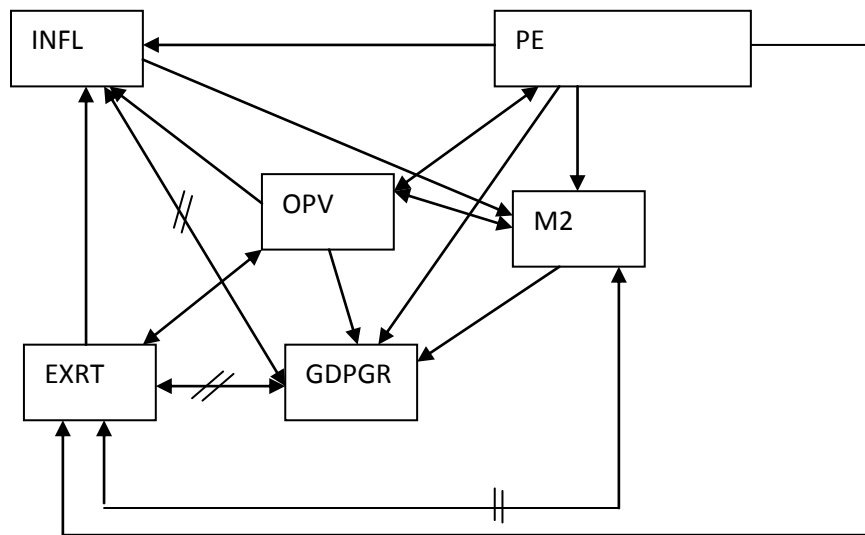 INFL
PE
OPV
M2
EXRT
GDPGR